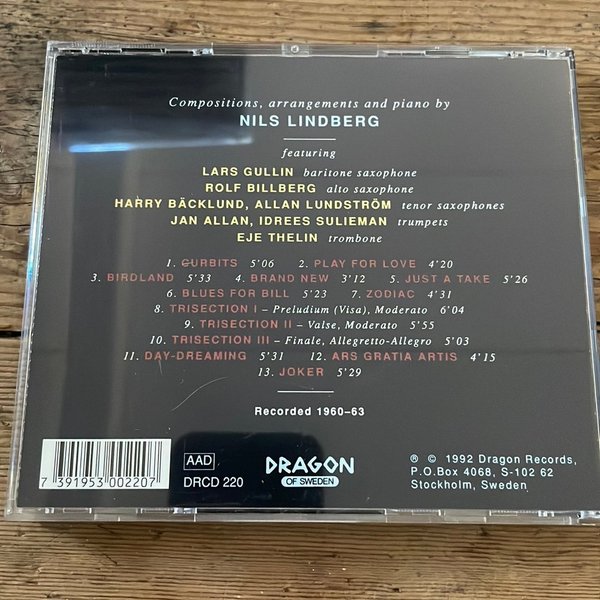 Compositions, arrangements and piano by
NILS LINDBERG
featuring
LARS GULLIN baritone saxophone
ROLF BILLBERG alto saxophone
HARRY BÄCKLUND, ALLAN LUNDSTRÖM tenor saxophones
JAN ALLAN, IDREES SULIEMAN trumpets
EJE THELIN trombone
1. CURBITS 5'06 2. PLAY FOR LOVE 4'20
3. BIRDLAND 5'33 4. BRAND NEW 3'12 5. JUST A TAKE 5'26
6. BLUES FOR BILL 5'23 7. ZODIAC 4'31
8. TRISECTION I – Preludium (Visa), Moderato 6'04
9. TRISECTION II – Valse, Moderato 5'55
10. TRISECTION III – Finale, Allegretto-Allegro 5'03
11. DAY-DREAMING 5'31 12. ARS GRATIA ARTIS 4'15
13. JOKER 5'29
Recorded 1960–63
7 391953 002207
AAD
DRCD 220
DRAGON
OF SWEDEN
℗ © 1992 Dragon Records,
P.O.Box 4068, S-102 62
Stockholm, Sweden